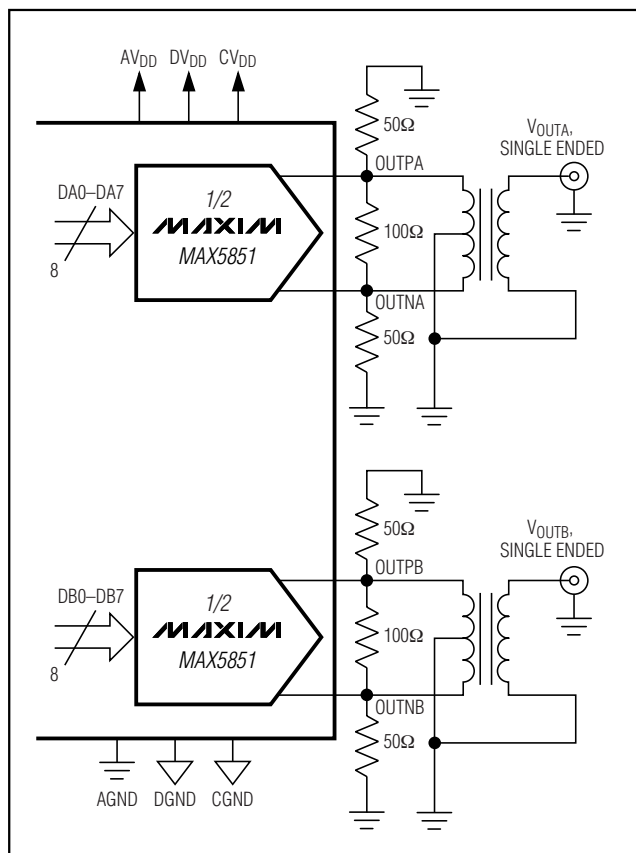 AVDD DVDD CVDD
50Ω
VOUTA,
SINGLE ENDED
OUTPA
DA0–DA7
1/2
MAXIM
MAX5851
100Ω
8
OUTNA
50Ω
50Ω
VOUTB,
SINGLE ENDED
OUTPB
DB0–DB7
1/2
MAXIM
MAX5851
100Ω
8
OUTNB
50Ω
AGND DGND CGND